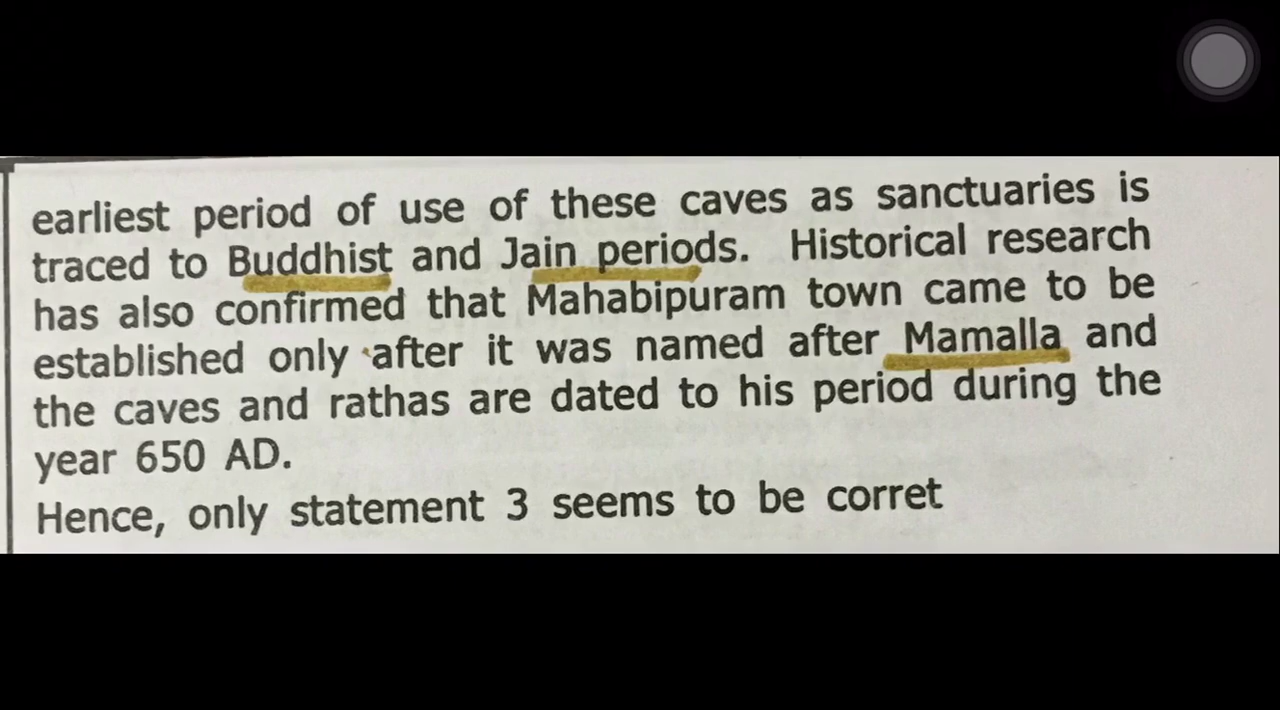 earliest period of use of these caves as sanctuaries is
traced to Buddhist and Jain periods. Historical research
has also confirmed that Mahabipuram town came to be
established only after it was named after Mamalla and
the caves and rathas are dated to his period during the
year 650 AD.
Hence, only statement 3 seems to be corret